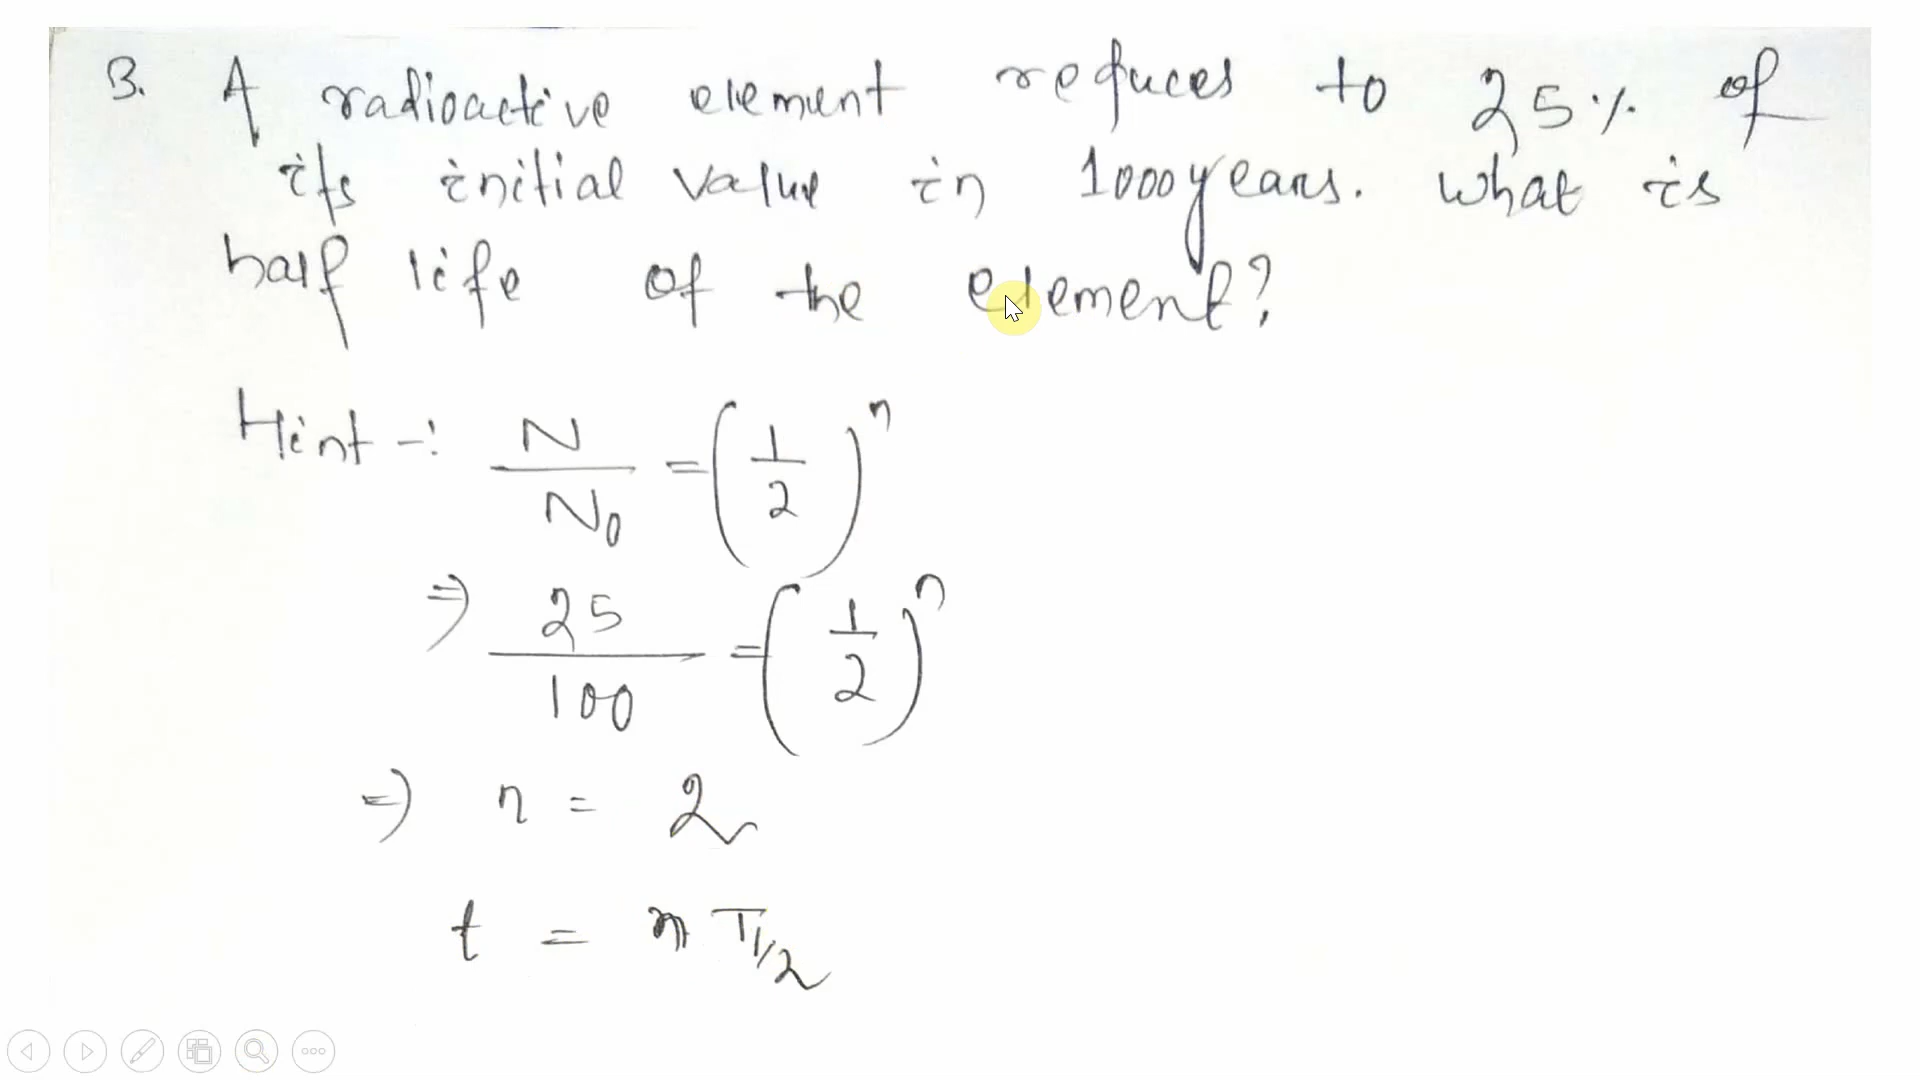 3. A radioactive element reduces to 25% of
its initial value in 1000 years. What is
half life of the element?
Hint -: N/N₀ = (1/2)ⁿ
⇒ 25/100 = (1/2)ⁿ
⇒ n = 2
t = n T1/2